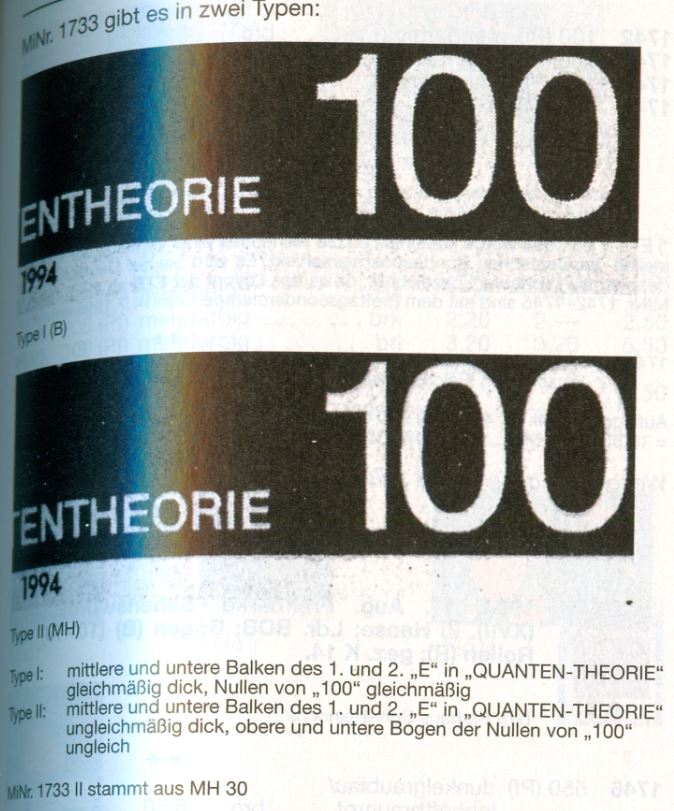 MiNr. 1733 gibt es in zwei Typen:
100
ENTHEORIE
1994
Type I (B)
100
TENTHEORIE
1994
Type II (MH)
Type I: mittlere und untere Balken des 1. und 2. „E“ in „QUANTEN-THEORIE“
gleichmäßig dick, Nullen von „100“ gleichmäßig
Type II: mittlere und untere Balken des 1. und 2. „E“ in „QUANTEN-THEORIE“
ungleichmäßig dick, obere und untere Bogen der Nullen von „100“
ungleich
MiNr. 1733 II stammt aus MH 30